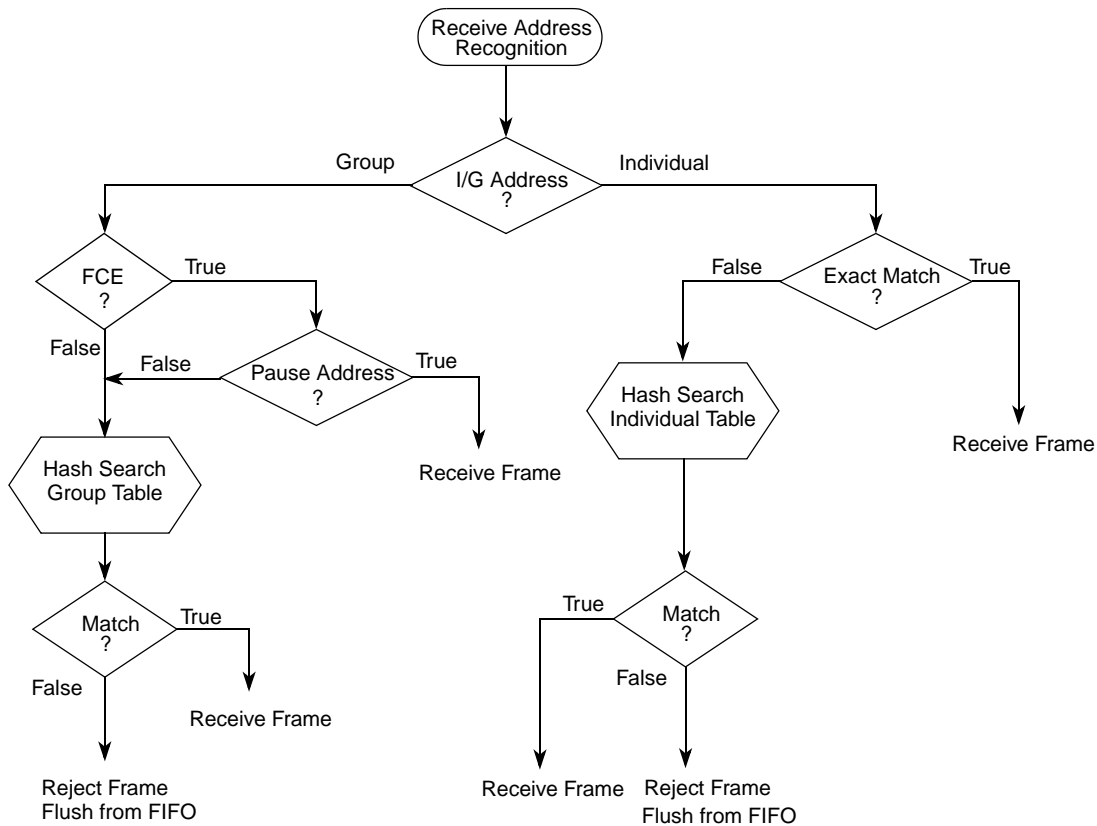 Receive Address
Recognition
Group
I/G Address
?
Individual
FCE
?
True
False
False
Pause Address
?
True
Receive Frame
Hash Search
Group Table
Match
?
True
False
Receive Frame
Reject Frame
Flush from FIFO
False
Exact Match
?
True
Receive Frame
Hash Search
Individual Table
True
Match
?
False
Receive Frame
Reject Frame
Flush from FIFO